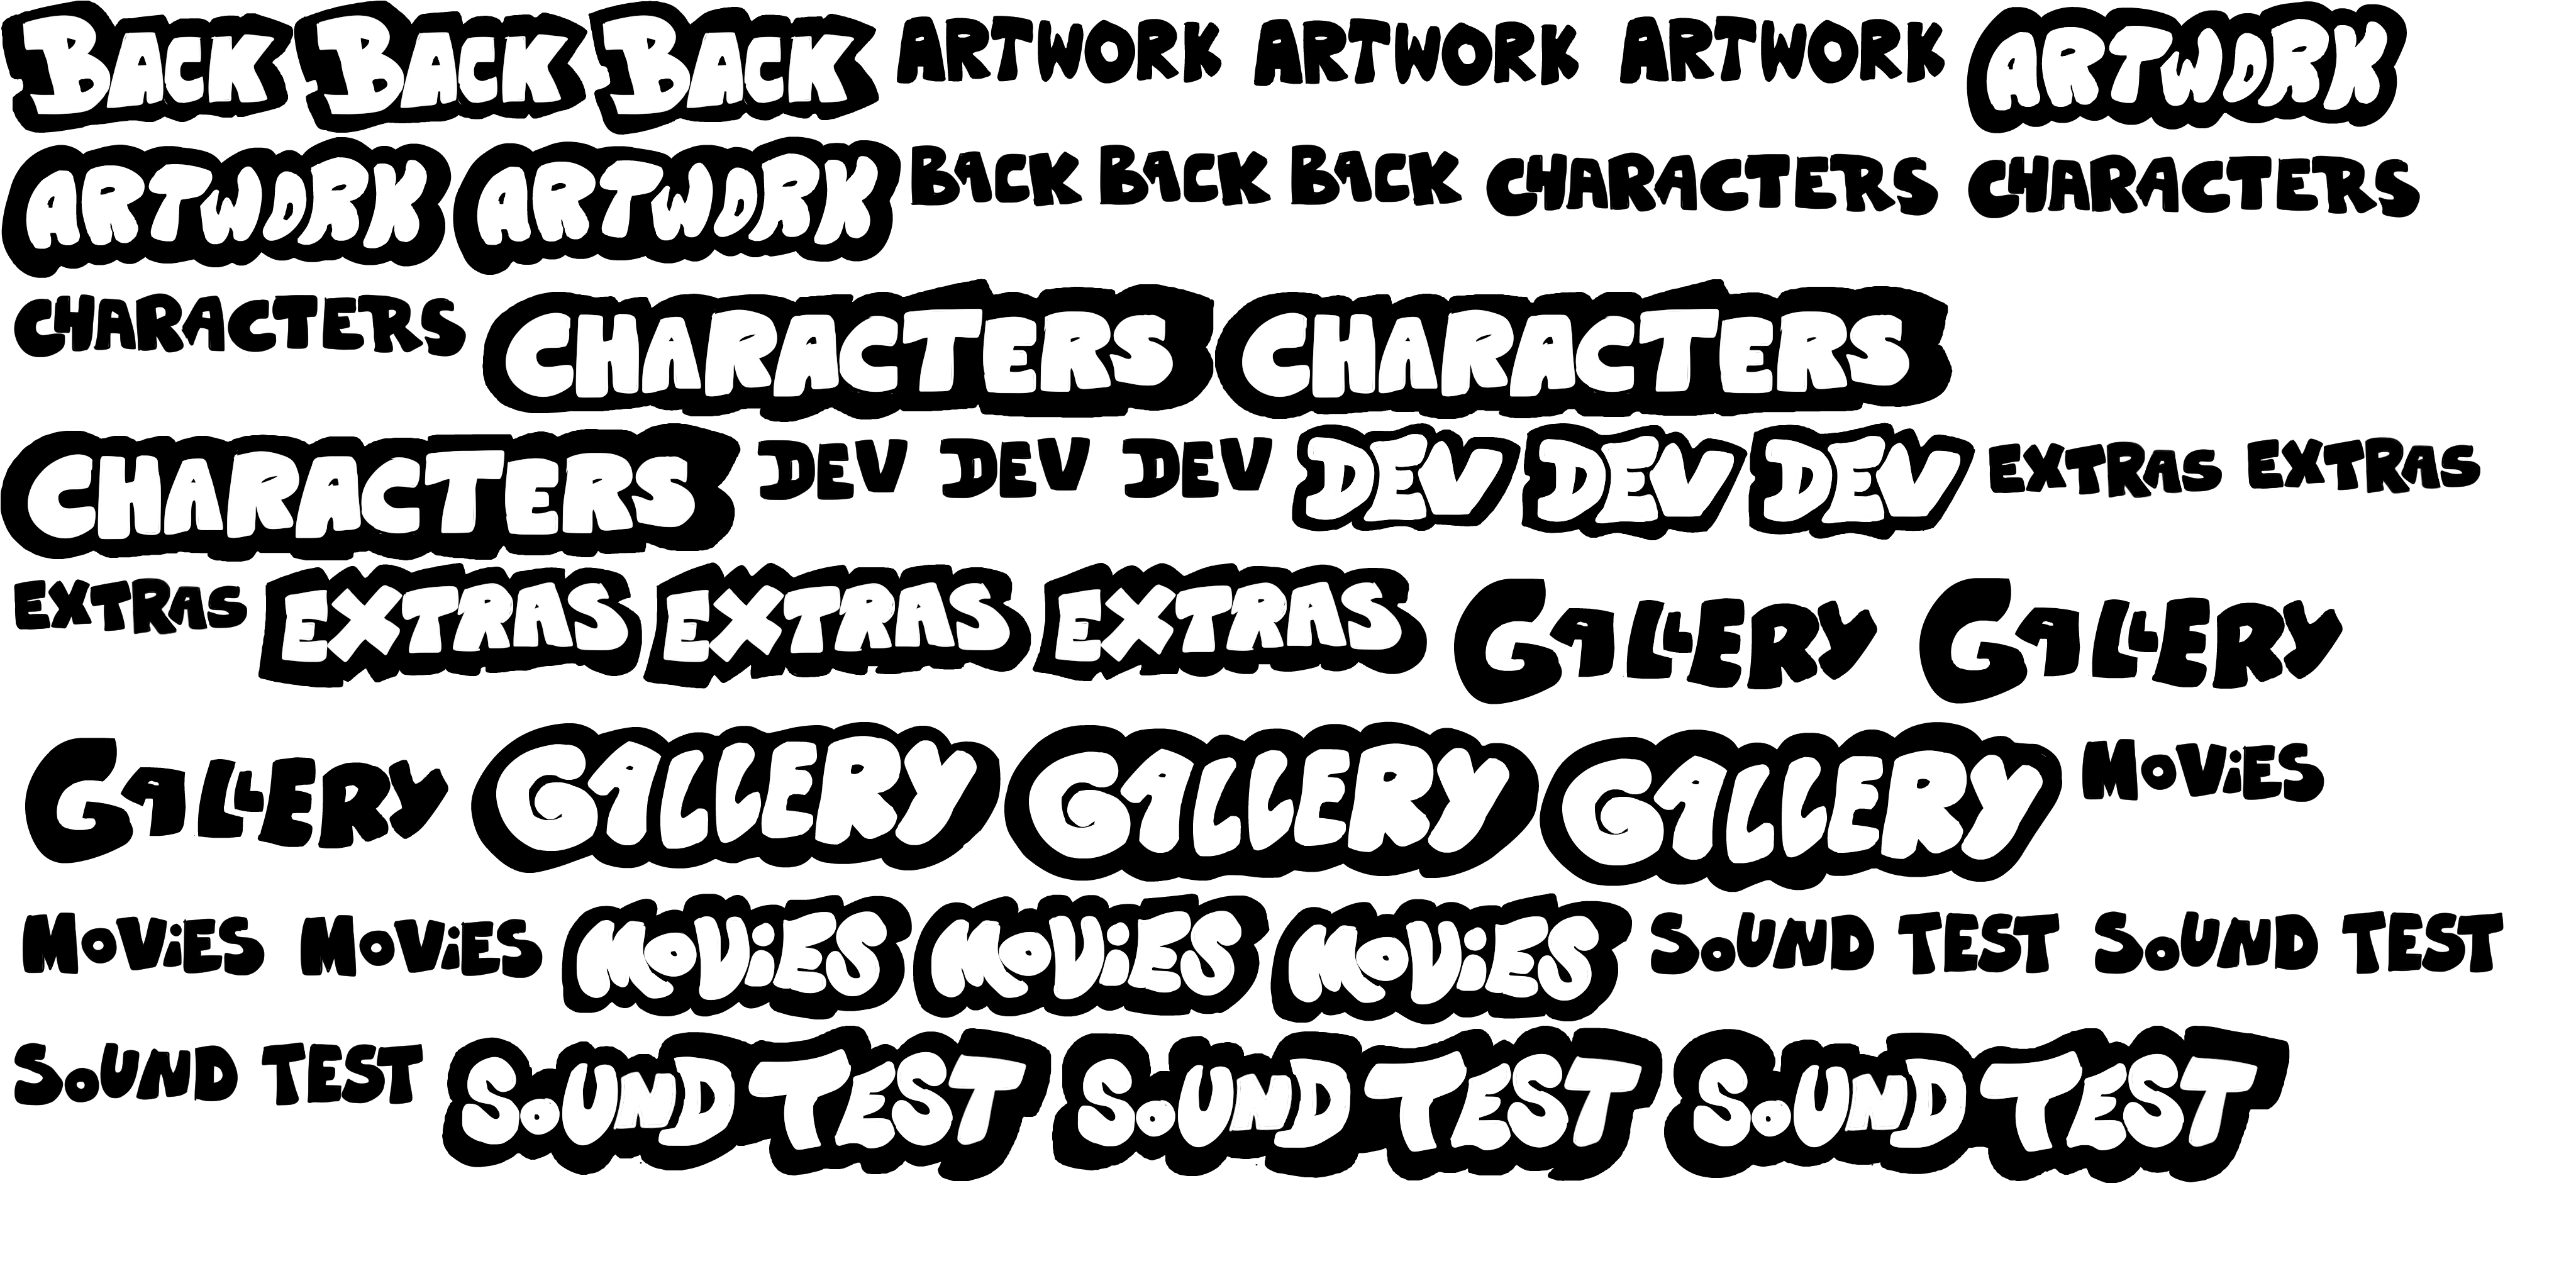 BACK BACK BACK ARTWORK ARTWORK ARTWORK ARTWORK
ARTWORK ARTWORK BACK BACK BACK CHARACTERS CHARACTERS
CHARACTERS CHARACTERS CHARACTERS
CHARACTERS DEV DEV DEV DEV DEV DEV EXTRAS EXTRAS
EXTRAS EXTRAS EXTRAS EXTRAS GALLERY GALLERY
GALLERY GALLERY GALLERY GALLERY MOViES
MOViES MOViES MOViES MOViES MOViES SOUND TEST SOUND TEST
SOUND TEST SOUND TEST SOUND TEST SOUND TEST